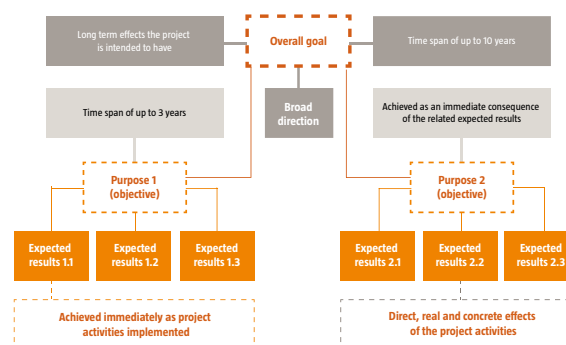 Long term effects the project
is intended to have
Overall goal
Time span of up to 10 years
Time span of up to 3 years
Broad
direction
Achieved as an immediate consequence
of the related expected results
Purpose 1
(objective)
Purpose 2
(objective)
Expected
results 1.1
Expected
results 1.2
Expected
results 1.3
Expected
results 2.1
Expected
results 2.2
Expected
results 2.3
Achieved immediately as project
activities implemented
Direct, real and concrete effects
of the project activities